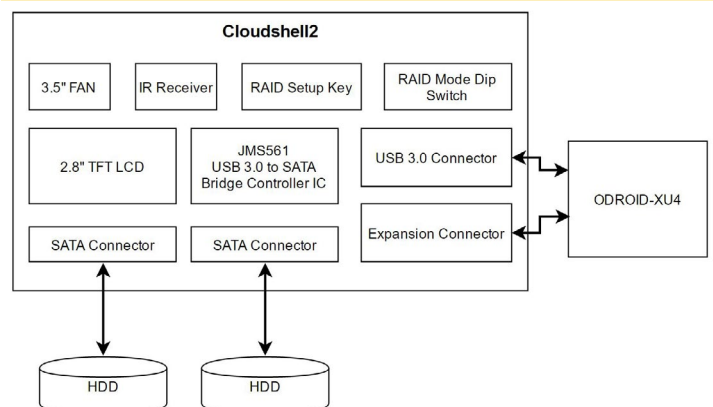 Cloudshell2
3.5" FAN
IR Receiver
RAID Setup Key
RAID Mode Dip
Switch
2.8" TFT LCD
JMS561
USB 3.0 to SATA
Bridge Controller IC
USB 3.0 Connector
ODROID-XU4
SATA Connector
SATA Connector
Expansion Connector
HDD
HDD